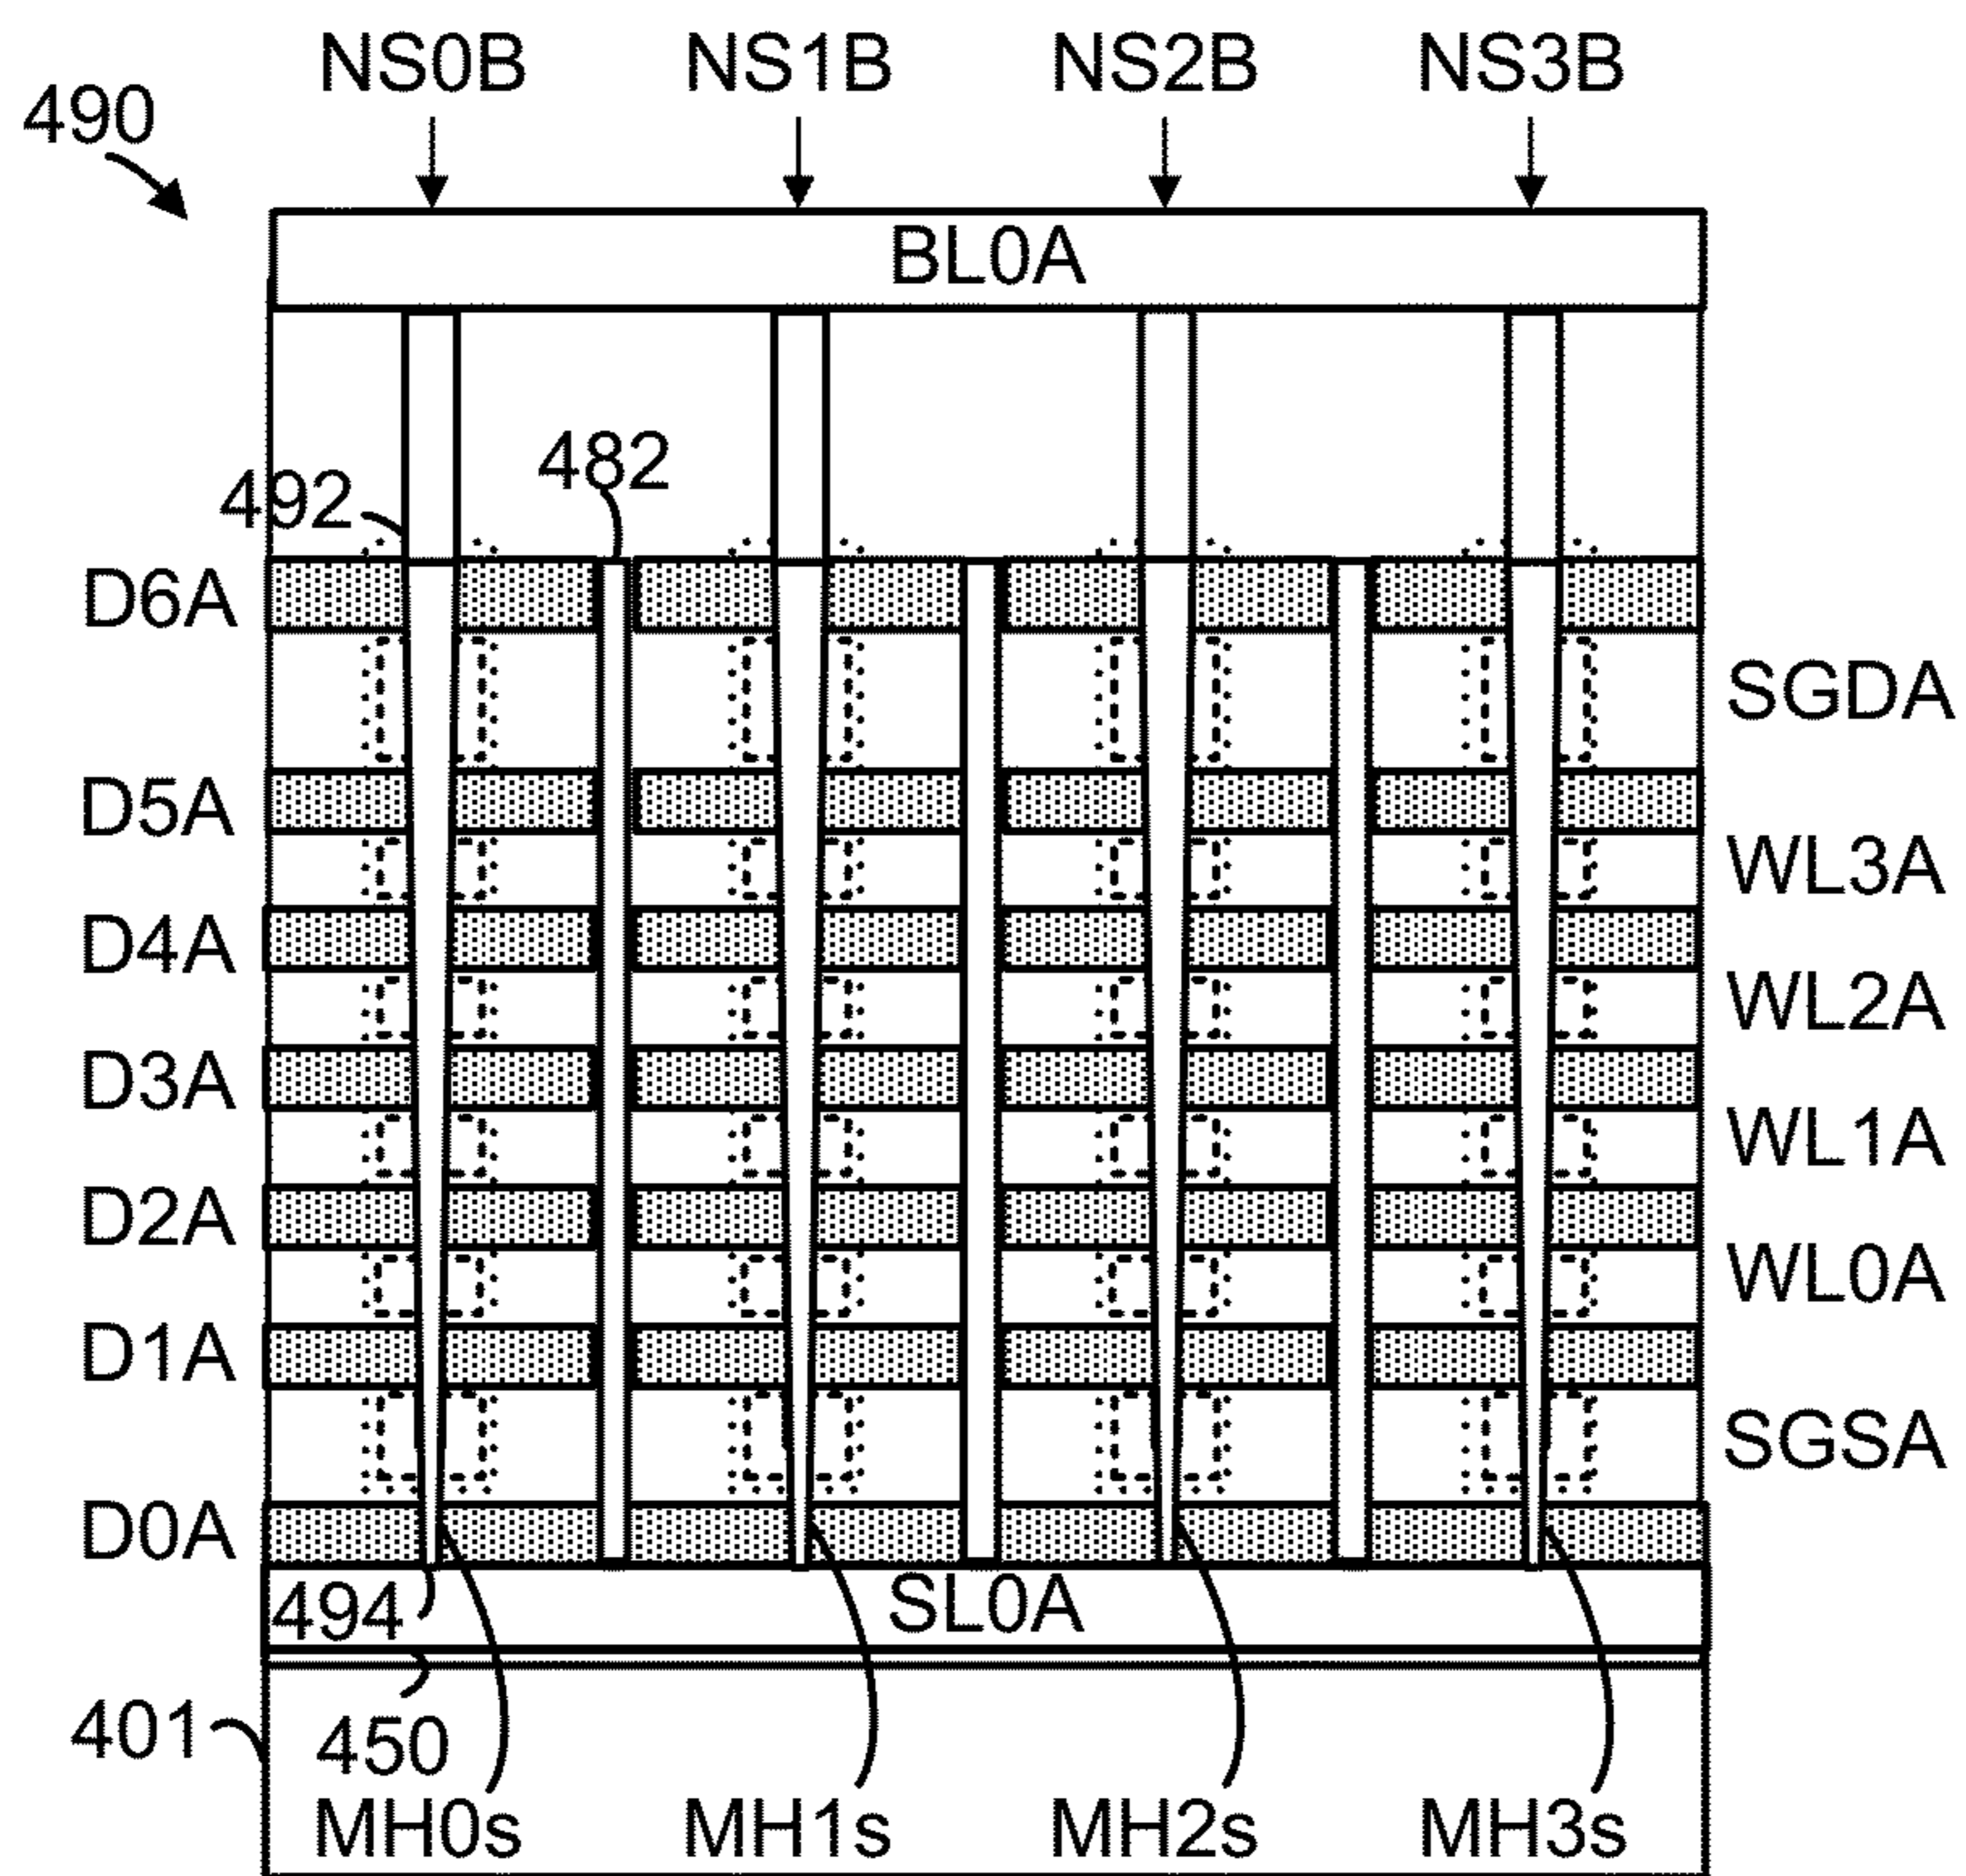 NS0B NS1B NS2B NS3B
490
BL0A
482
492
D6A
SGDA
D5A
WL3A
D4A
WL2A
D3A
WL1A
D2A
WL0A
D1A
SGSA
D0A
494 SL0A
401 450
MH0s MH1s MH2s MH3s